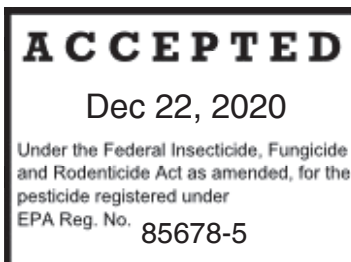 ACCEPTED
Dec 22, 2020
Under the Federal Insecticide, Fungicide
and Rodenticide Act as amended, for the
pesticide registered under
EPA Reg. No. 85678-5